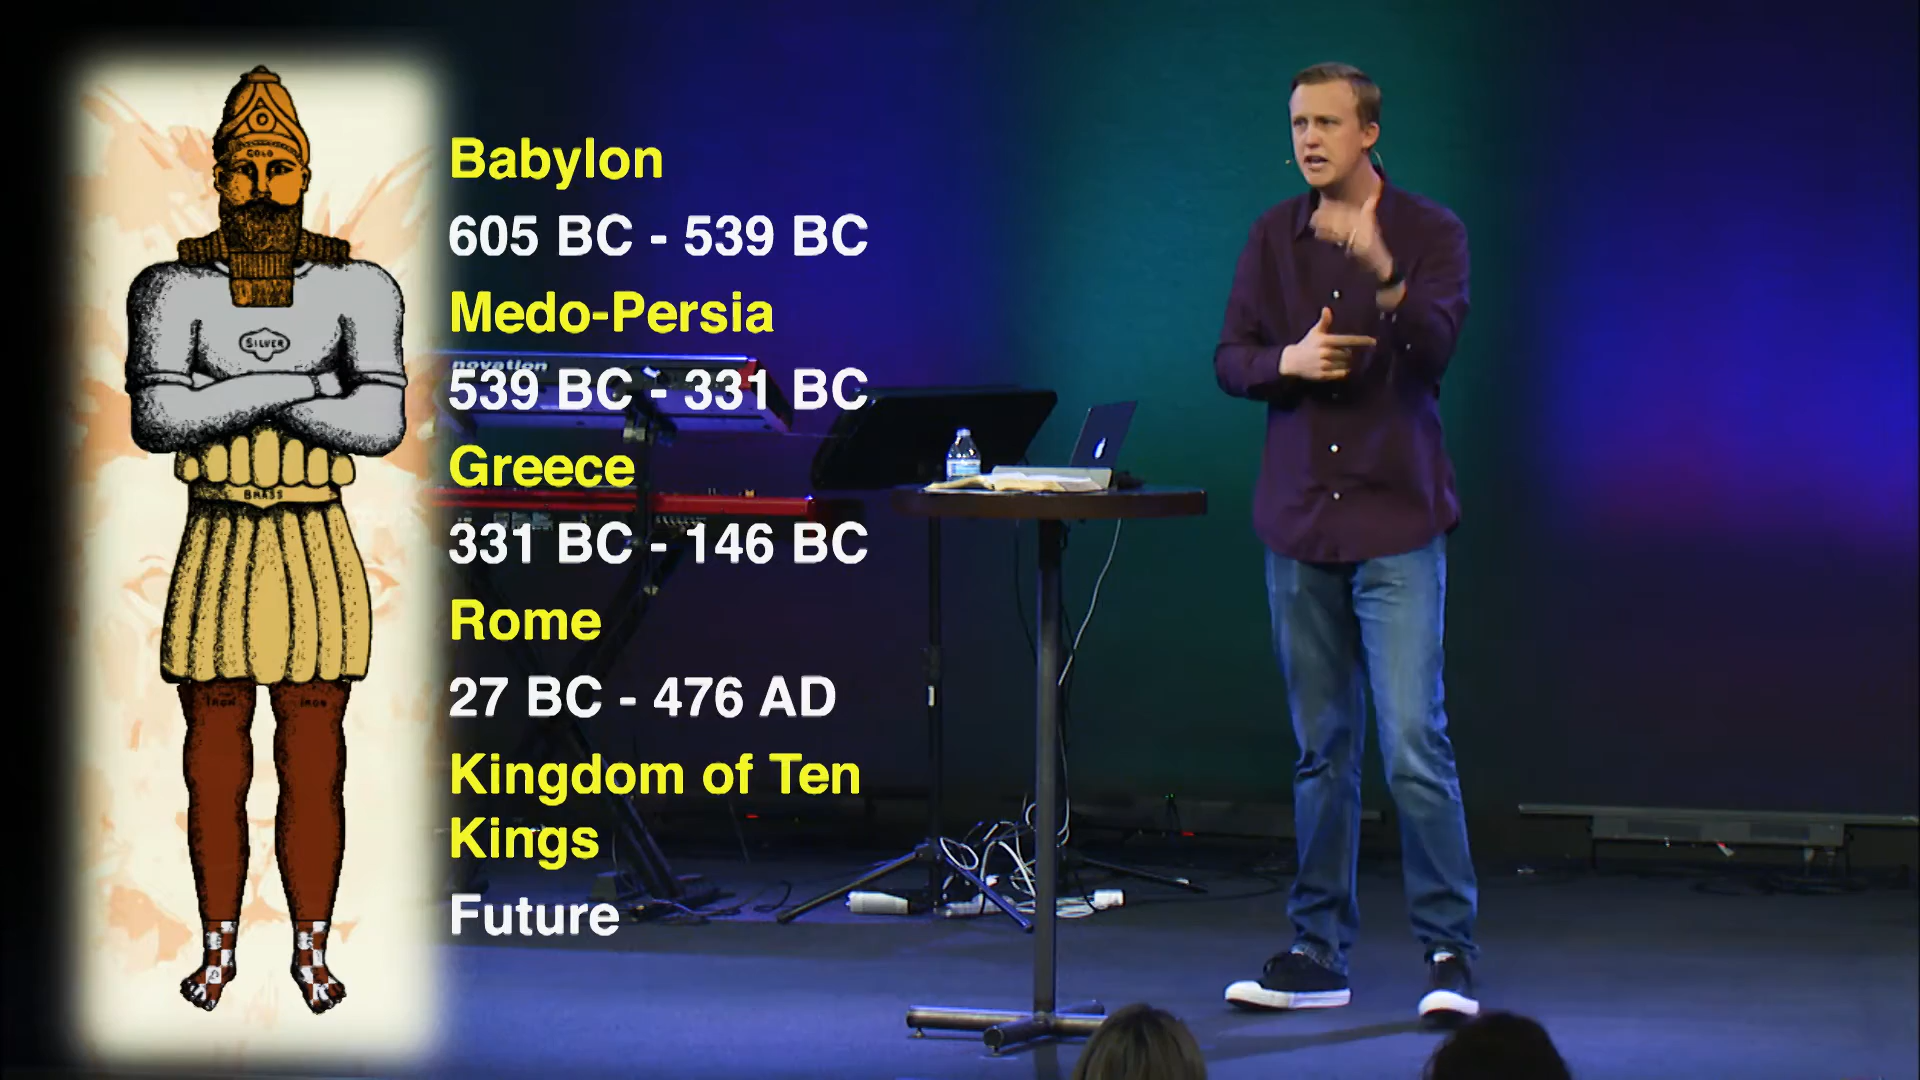 GOLD
SILVER
BRASS
IRON IRON
Babylon
605 BC - 539 BC
Medo-Persia
novation
539 BC - 331 BC
Greece
331 BC - 146 BC
Rome
27 BC - 476 AD
Kingdom of Ten
Kings
Future